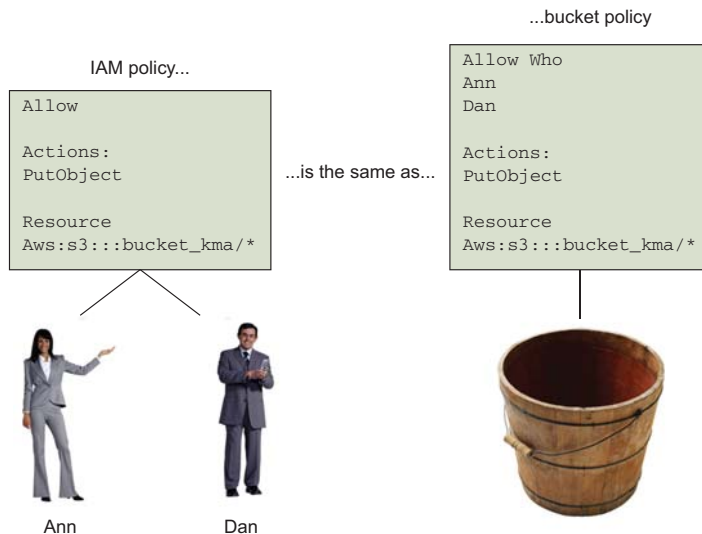 ...bucket policy
IAM policy...
Allow
Actions:
PutObject
Resource
Aws:s3:::bucket_kma/*
...is the same as...
Allow Who
Ann
Dan
Actions:
PutObject
Resource
Aws:s3:::bucket_kma/*
Ann
Dan